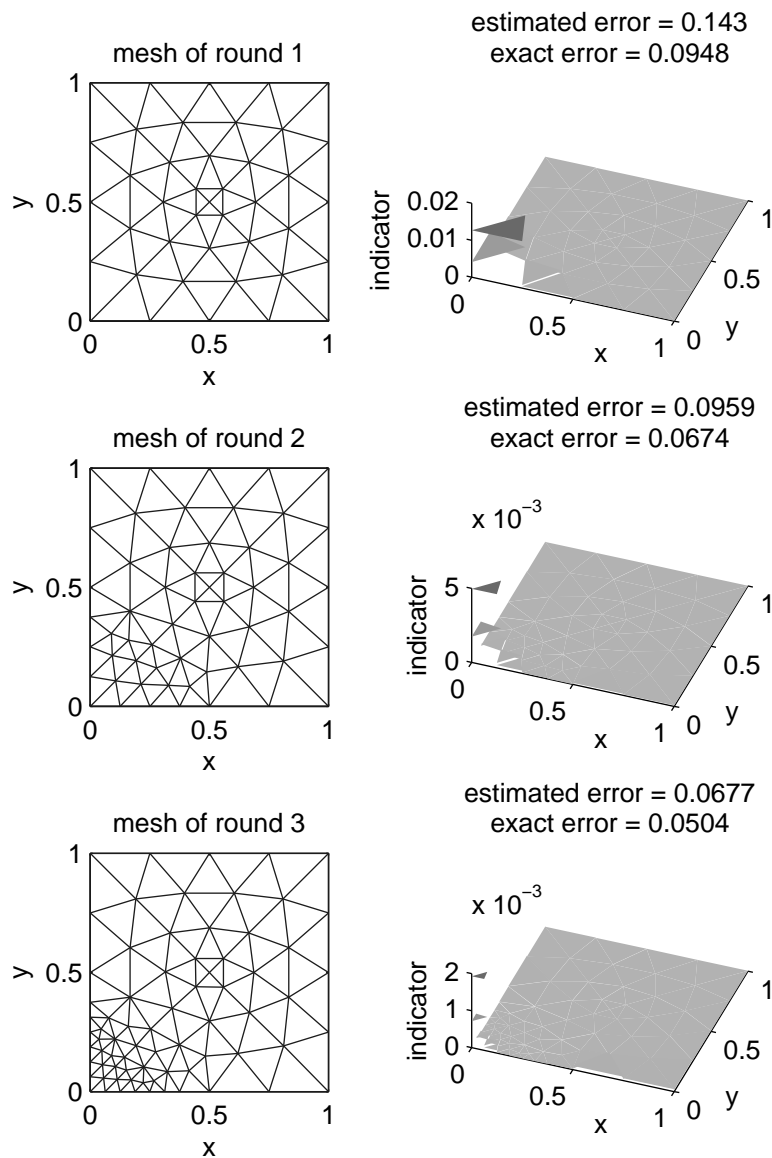 mesh of round 1
1
0.5
0
y
0
0.5
1
x
estimated error = 0.143
exact error = 0.0948
0.02
0.01
0
indicator
0
0.5
1
x
0
0.5
1
y
mesh of round 2
1
0.5
0
y
0
0.5
1
x
estimated error = 0.0959
exact error = 0.0674
x 10−3
5
0
indicator
0
0.5
1
x
0
0.5
1
y
mesh of round 3
1
0.5
0
y
0
0.5
1
x
estimated error = 0.0677
exact error = 0.0504
x 10−3
2
1
0
indicator
0
0.5
1
x
0
0.5
1
y